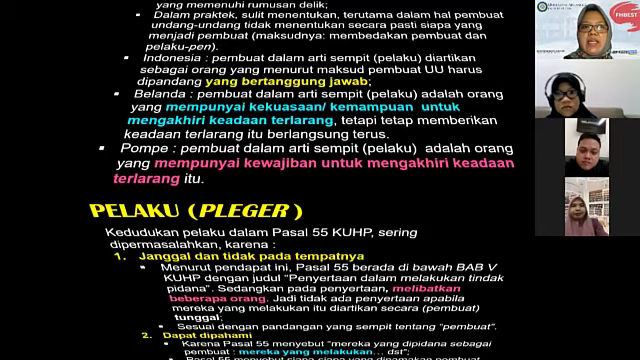 yang memenuhi rumusan delik;
Dalam praktek, sulit menentukan, terutama dalam hal pembuat
undang-undang tidak menentukan secara pasti siapa yang
menjadi pembuat (maksudnya: membedakan pembuat dan
pelaku-pen).
Indonesia : pembuat dalam arti sempit (pelaku) diartikan
sebagai orang yang menurut maksud pembuat UU harus
dipandang yang bertanggung jawab;
Belanda : pembuat dalam arti sempit (pelaku) adalah orang
yang mempunyai kekuasaan/ kemampuan untuk
mengakhiri keadaan terlarang, tetapi tetap memberikan
keadaan terlarang itu berlangsung terus.
Pompe : pembuat dalam arti sempit (pelaku) adalah orang
yang mempunyai kewajiban untuk mengakhiri keadaan
terlarang itu.
PELAKU (PLEGER )
Kedudukan pelaku dalam Pasal 55 KUHP, sering
dipermasalahkan, karena :
1. Janggal dan tidak pada tempatnya
Menurut pendapat ini, Pasal 55 berada di bawah BAB V
KUHP dengan judul "Penyertaan dalam melakukan tindak
pidana". Sedangkan pada penyertaan, melibatkan
beberapa orang. Jadi tidak ada penyertaan apabila
mereka yang melakukan itu diartikan sebagai (pembuat)
tunggal;
Sesuai dengan pandangan yang sempit tentang "pembuat".
2. Dapat dipahami
Karena Pasal 55 menyebut "mereka yang dipidana sebagai
pembuat : mereka yang melakukan... dst";
FHBEST